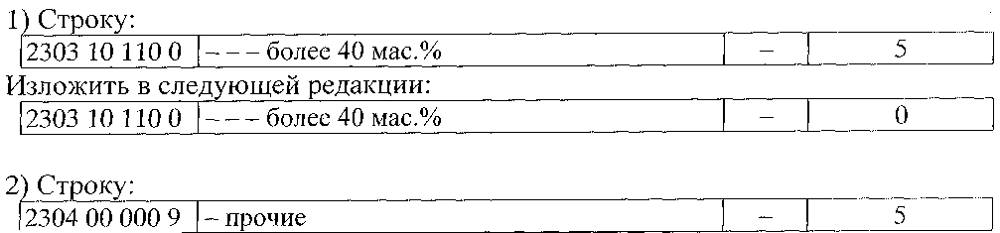 1) Строку:
2303 10 110 0 – – – более 40 мас.% – 5
Изложить в следующей редакции:
2303 10 110 0 – – – более 40 мас.% – 0
2) Строку:
2304 00 000 9 – прочие – 5